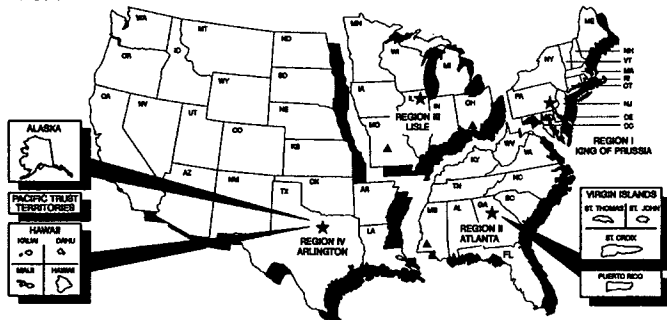 WA
MT
ND
MN
ME
OR
ID
SD
WI
MI
NY
NH
VT
MA
RI
CT
WY
IA
PA
NJ
CA
NV
UT
NE
IL
IN
OH
DE
DC
CO
KS
MO
REGION III
LISLE
WV
VA
REGION I
KING OF PRUSSIA
KY
NC
TN
AZ
NM
OK
AR
SC
TX
LA
MS
AL
GA
FL
REGION IV
ARLINGTON
REGION II
ATLANTA
ALASKA
PACIFIC TRUST
TERRITORIES
HAWAII
KAUAI OAHU
MAUI HAWAII
VIRGIN ISLANDS
ST. THOMAS ST. JOHN
ST. CROIX
PUERTO RICO